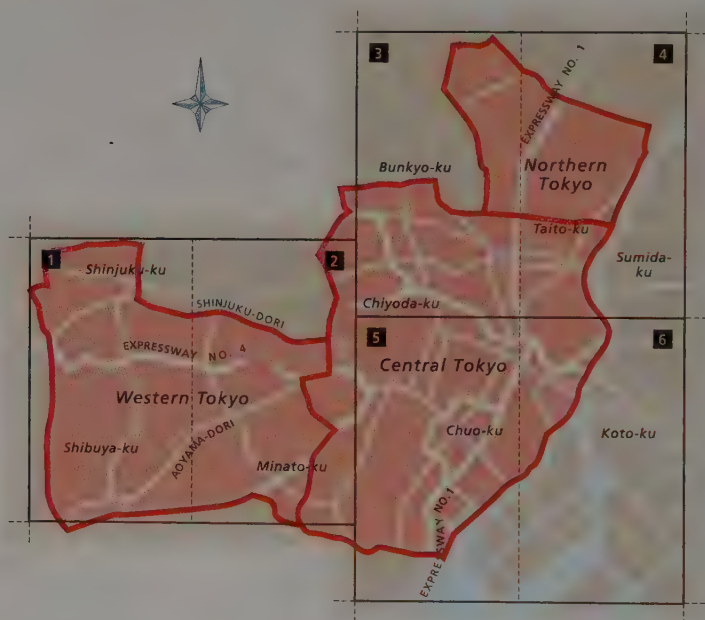 3
4
EXPRESSWAY NO. 1
Bunkyo-ku
Northern
Tokyo
Taito-ku
Sumida-
ku
1
Shinjuku-ku
2
SHINJUKU-DORI
Chiyoda-ku
EXPRESSWAY NO. 4
5
6
Central Tokyo
Western Tokyo
Chuo-ku
Koto-ku
Shibuya-ku
AOYAMA-DORI
Minato-ku
EXPRESSWAY NO.1